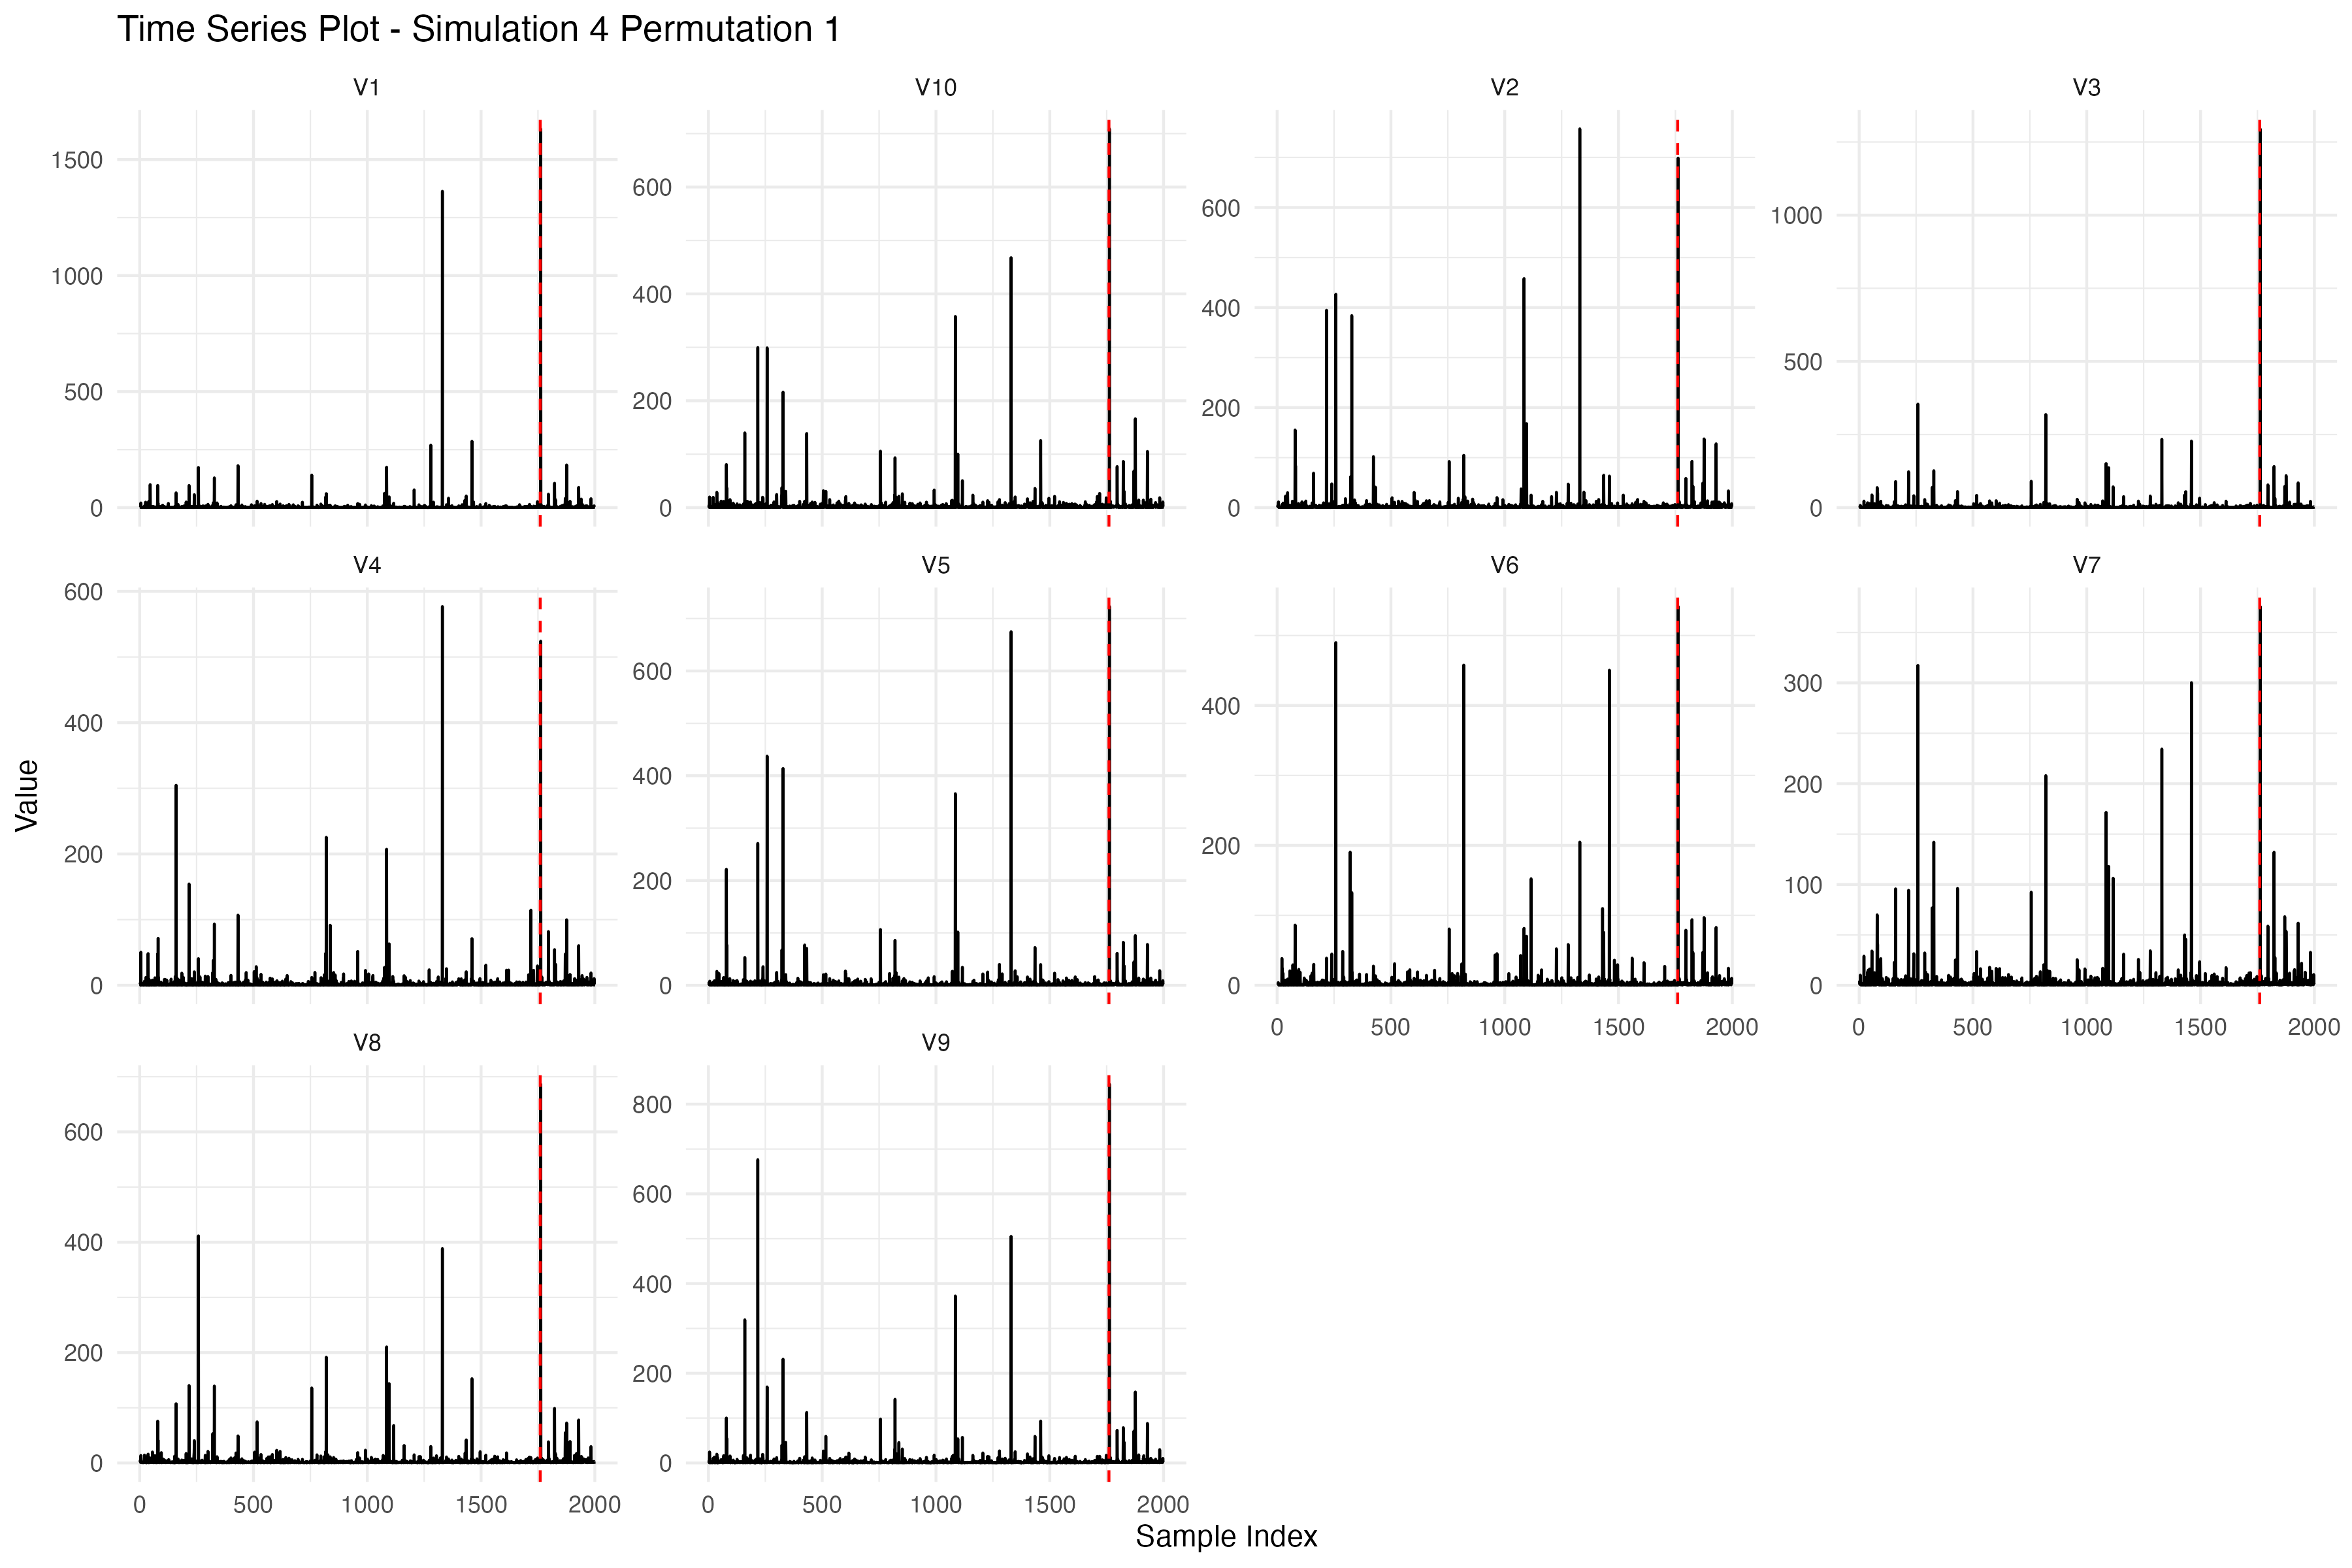 Time Series Plot - Simulation 4 Permutation 1
V1 V10 V2 V3
1500 1000 500 0
600 400 200 0
600 400 200 0
1000 500 0
V4 V5 V6 V7
600 400 200 0
600 400 200 0
400 200 0
300 200 100 0
0 500 1000 1500 2000 0 500 1000 1500 2000
V8 V9
600 400 200 0
800 600 400 200 0
0 500 1000 1500 2000 0 500 1000 1500 2000
Value
Sample Index